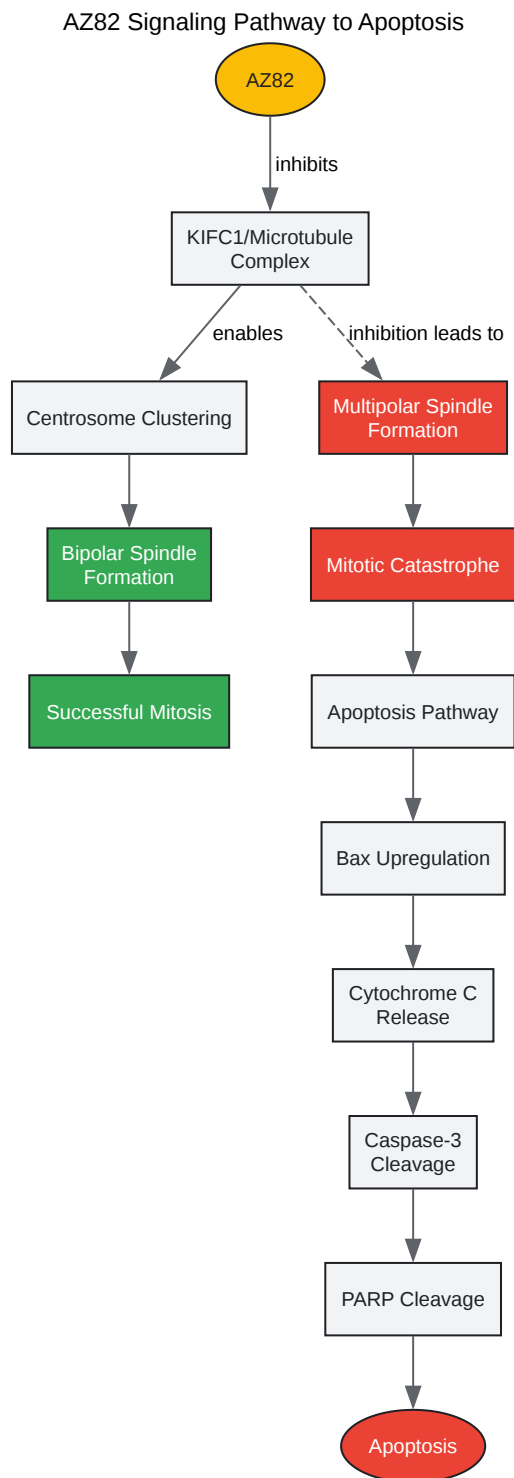 AZ82 Signaling Pathway to Apoptosis
AZ82
inhibits
KIFC1/Microtubule
Complex
enables
inhibition leads to
Centrosome Clustering
Multipolar Spindle
Formation
Bipolar Spindle
Formation
Mitotic Catastrophe
Successful Mitosis
Apoptosis Pathway
Bax Upregulation
Cytochrome C
Release
Caspase-3
Cleavage
PARP Cleavage
Apoptosis